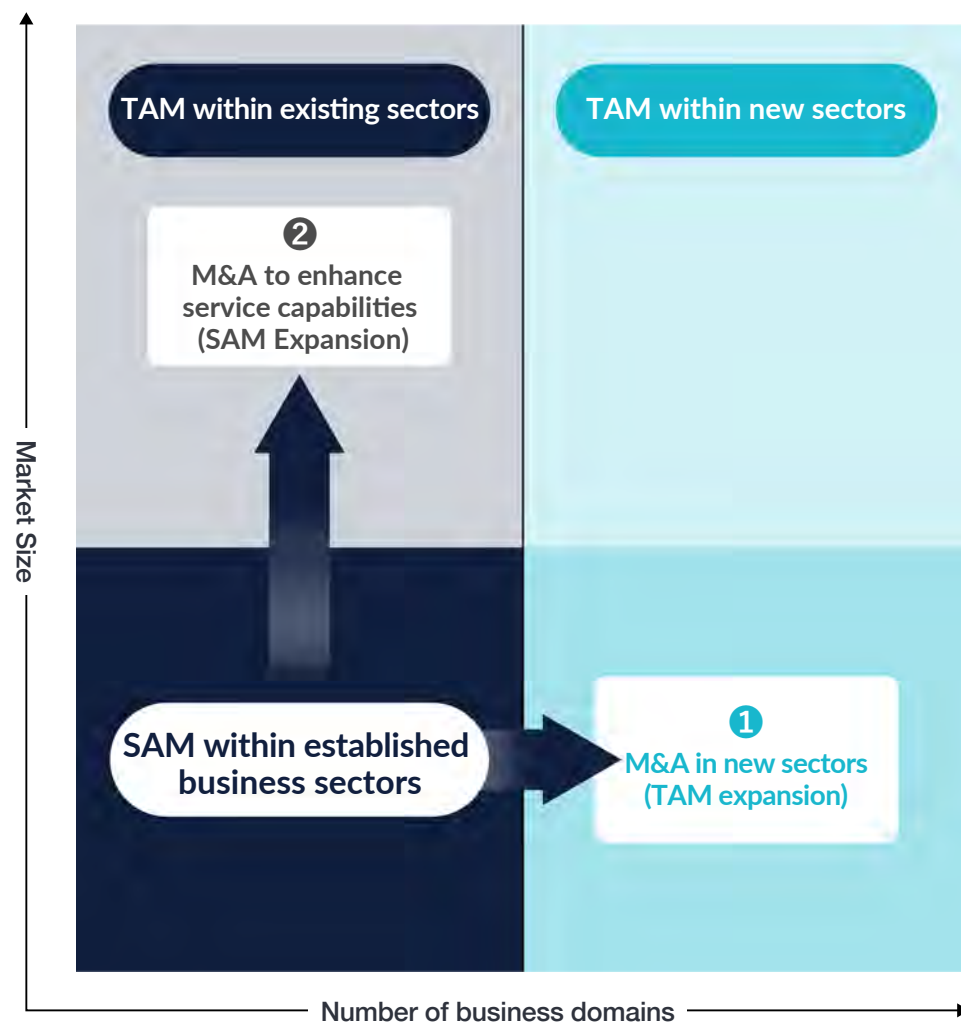 TAM within existing sectors
TAM within new sectors
2
M&A to enhance
service capabilities
(SAM Expansion)
Market Size
SAM within established
business sectors
1
M&A in new sectors
(TAM expansion)
Number of business domains